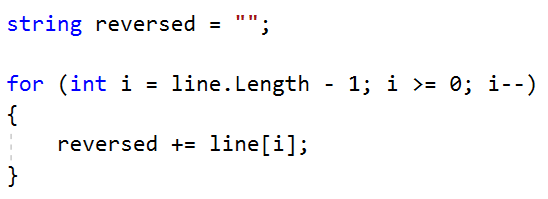 string reversed = "";
for (int i = line.Length - 1; i >= 0; i--)
{
    reversed += line[i];
}